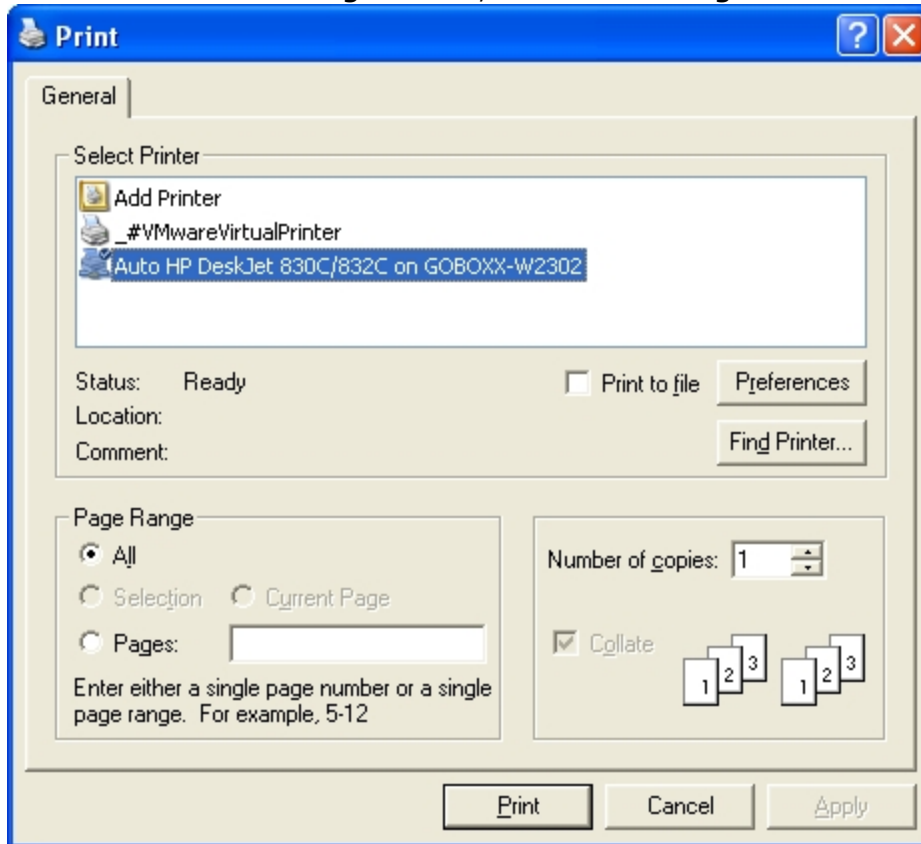 Print
General
Select Printer
Add Printer
_#VMwareVirtualPrinter
Auto HP DeskJet 830C/832C on GOBOXX-W2302
Status: Ready
Location:
Comment:
Print to file
Preferences
Find Printer...
Page Range
All
Selection Current Page
Pages:
Enter either a single page number or a single
page range. For example, 5-12
Number of copies: 1
Collate
1 2 3 1 2 3
Print Cancel Apply